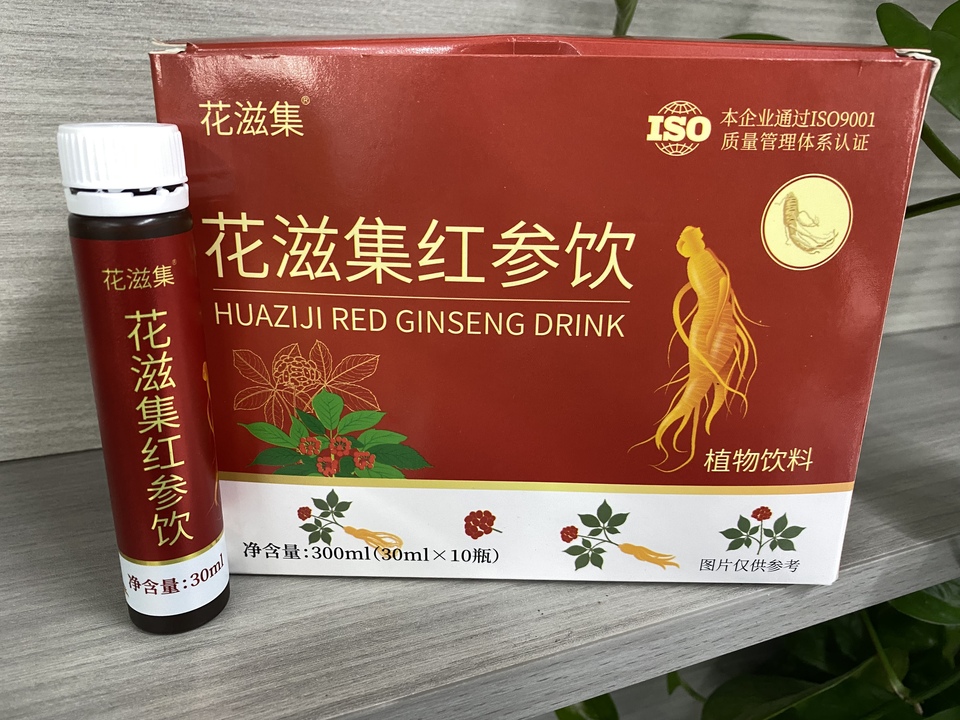 花滋集®
ISO
本企业通过ISO9001
质量管理体系认证
花滋集红参饮
HUAZIJI RED GINSENG DRINK
植物饮料
净含量:300ml(30ml×10瓶)
图片仅供参考
花滋集®
花滋集红参饮
净含量:30ml